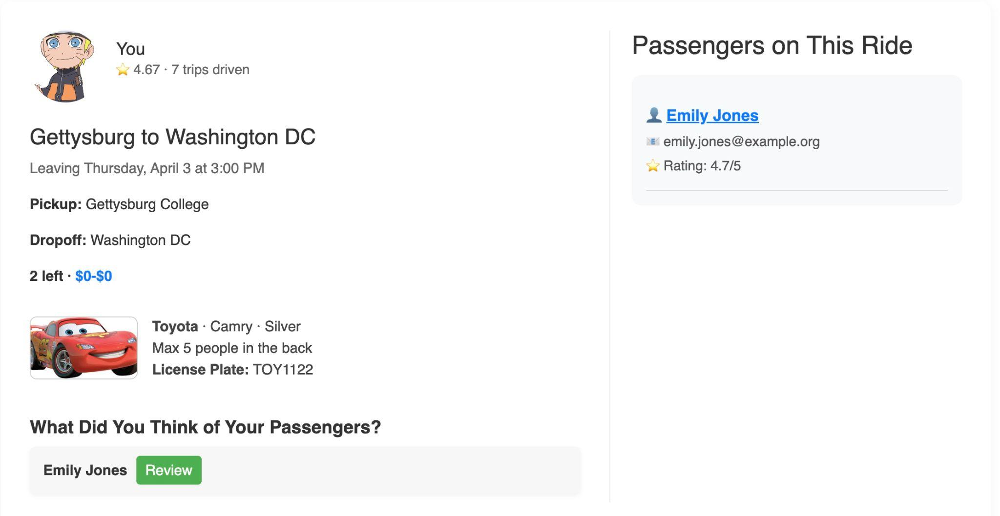 You
⭐ 4.67 · 7 trips driven
Gettysburg to Washington DC
Leaving Thursday, April 3 at 3:00 PM
Pickup: Gettysburg College
Dropoff: Washington DC
2 left · $0-$0
Toyota · Camry · Silver
Max 5 people in the back
License Plate: TOY1122
What Did You Think of Your Passengers?
Emily Jones Review
Passengers on This Ride
Emily Jones
emily.jones@example.org
⭐ Rating: 4.7/5
95